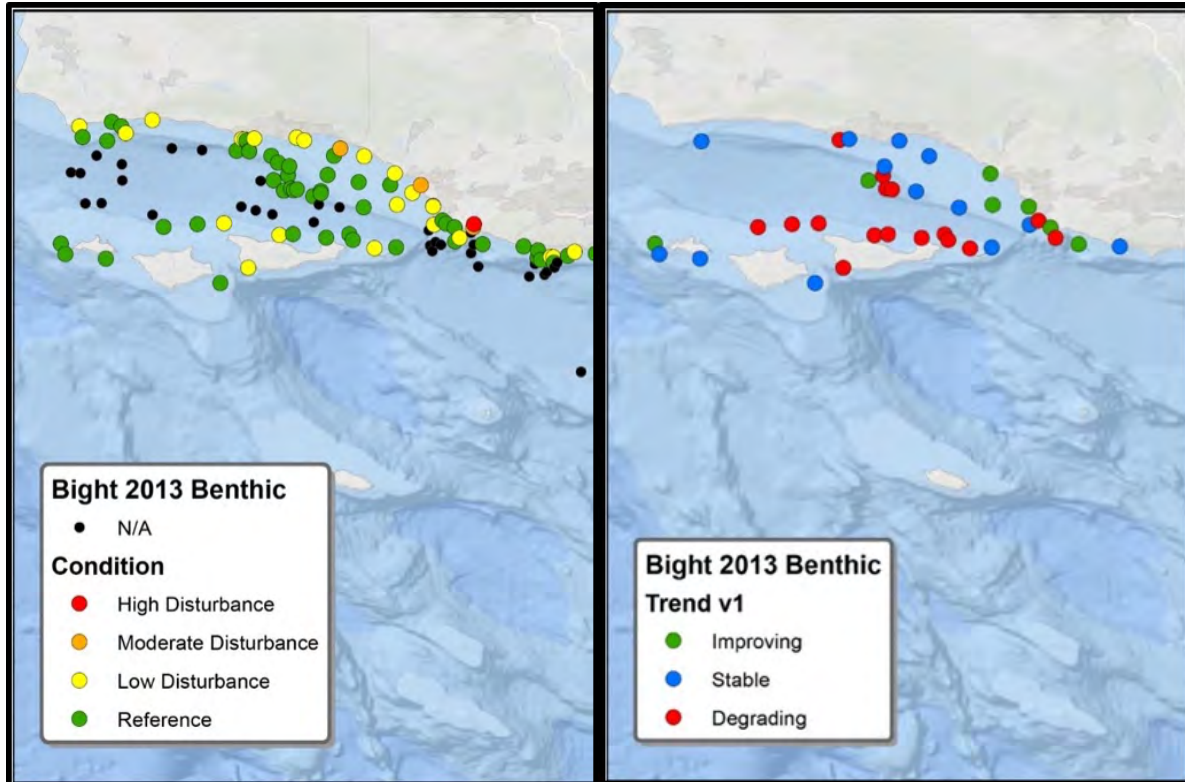 Bight 2013 Benthic
N/A
Condition
High Disturbance
Moderate Disturbance
Low Disturbance
Reference
Bight 2013 Benthic
Trend v1
Improving
Stable
Degrading